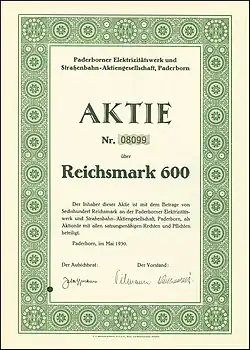 Paderborner Elektrizitätswerk und
Straßenbahn-Aktiengesellschaft, Paderborn
AKTIE
Nr. 08099
über
Reichsmark 600
Der Inhaber dieser Aktie ist mit dem Betrage von
Sechshundert Reichsmark an der Paderborner Elektrizitäts-
werk und Straßenbahn-Aktiengesellschaft, Paderborn, als
Aktionär mit allen satzungsmäßigen Rechten und Pflichten
beteiligt.
Paderborn, im Mai 1930.
Der Aufsichtsrat: Der Vorstand: